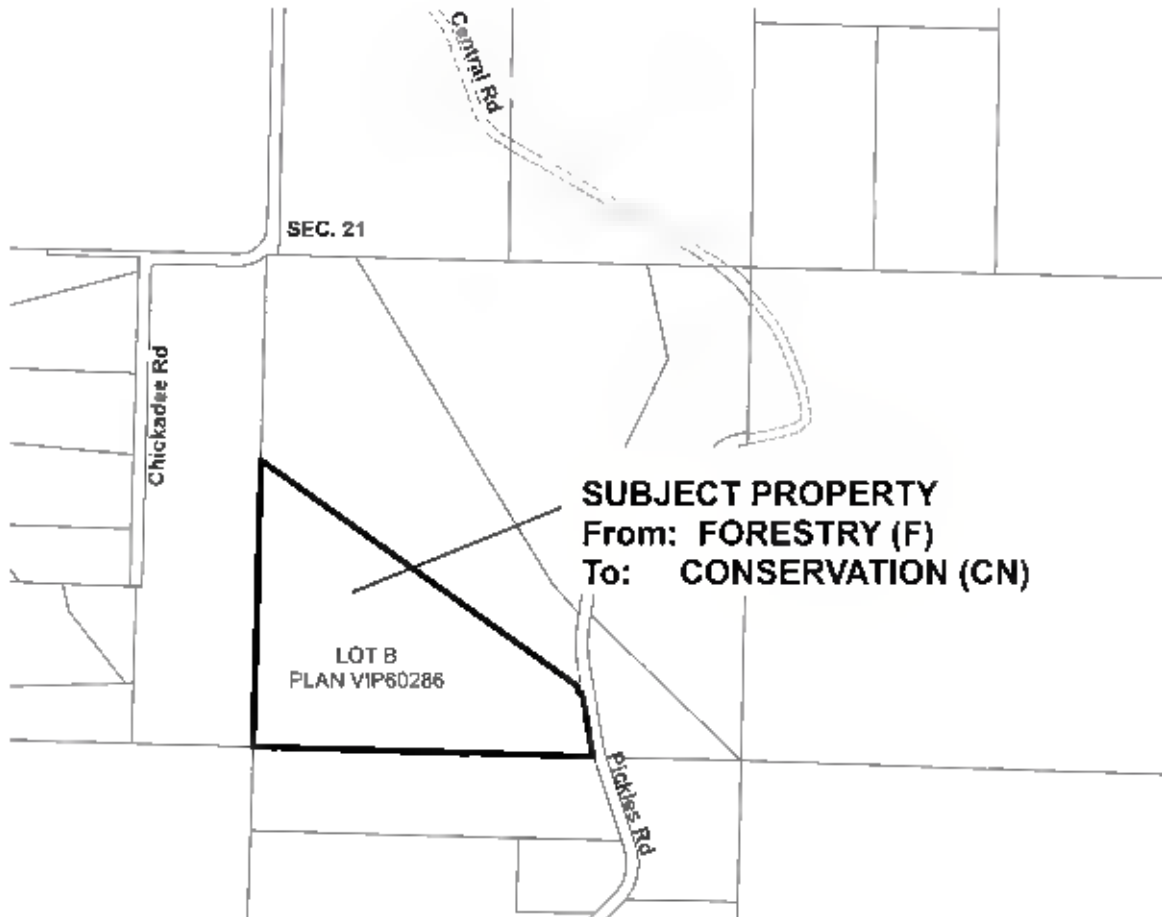 Central Rd
SEC. 21
Chickadee Rd
SUBJECT PROPERTY
From: FORESTRY (F)
To: CONSERVATION (CN)
LOT B
PLAN VIP60286
Pickles Rd